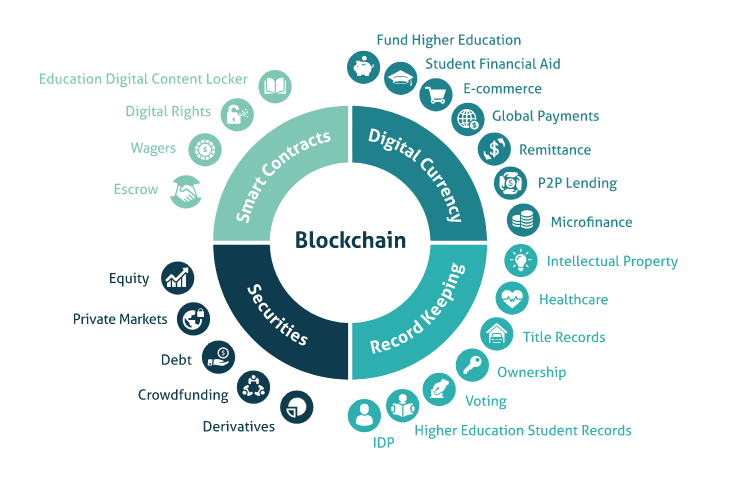 Fund Higher Education
Student Financial Aid
E-commerce
Global Payments
Remittance
P2P Lending
Microfinance
Education Digital Content Locker
Digital Rights
Wagers
Escrow
Smart Contracts
Digital Currency
Blockchain
Securities
Record Keeping
Intellectual Property
Healthcare
Title Records
Ownership
Voting
Higher Education Student Records
IDP
Equity
Private Markets
Debt
Crowdfunding
Derivatives